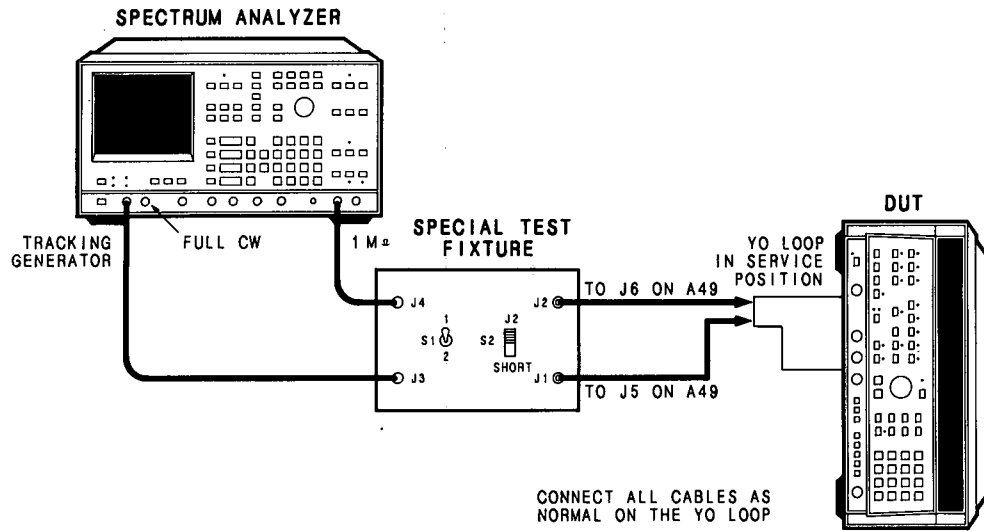 SPECTRUM ANALYZER
TRACKING
GENERATOR
FULL CW
1 MΩ
SPECIAL TEST
FIXTURE
J4
J3
S1
1
2
S2
J2
SHORT
J2
J1
TO J6 ON A49
TO J5 ON A49
YO LOOP
IN SERVICE
POSITION
DUT
CONNECT ALL CABLES AS
NORMAL ON THE YO LOOP